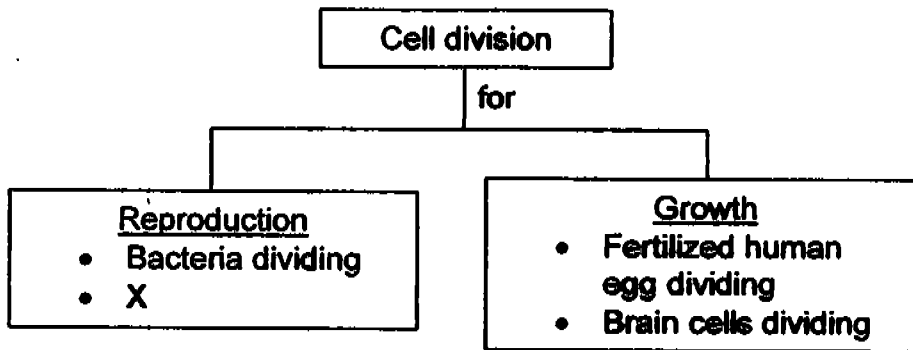 Cell division
for
Reproduction
• Bacteria dividing
• X
Growth
• Fertilized human
egg dividing
• Brain cells dividing